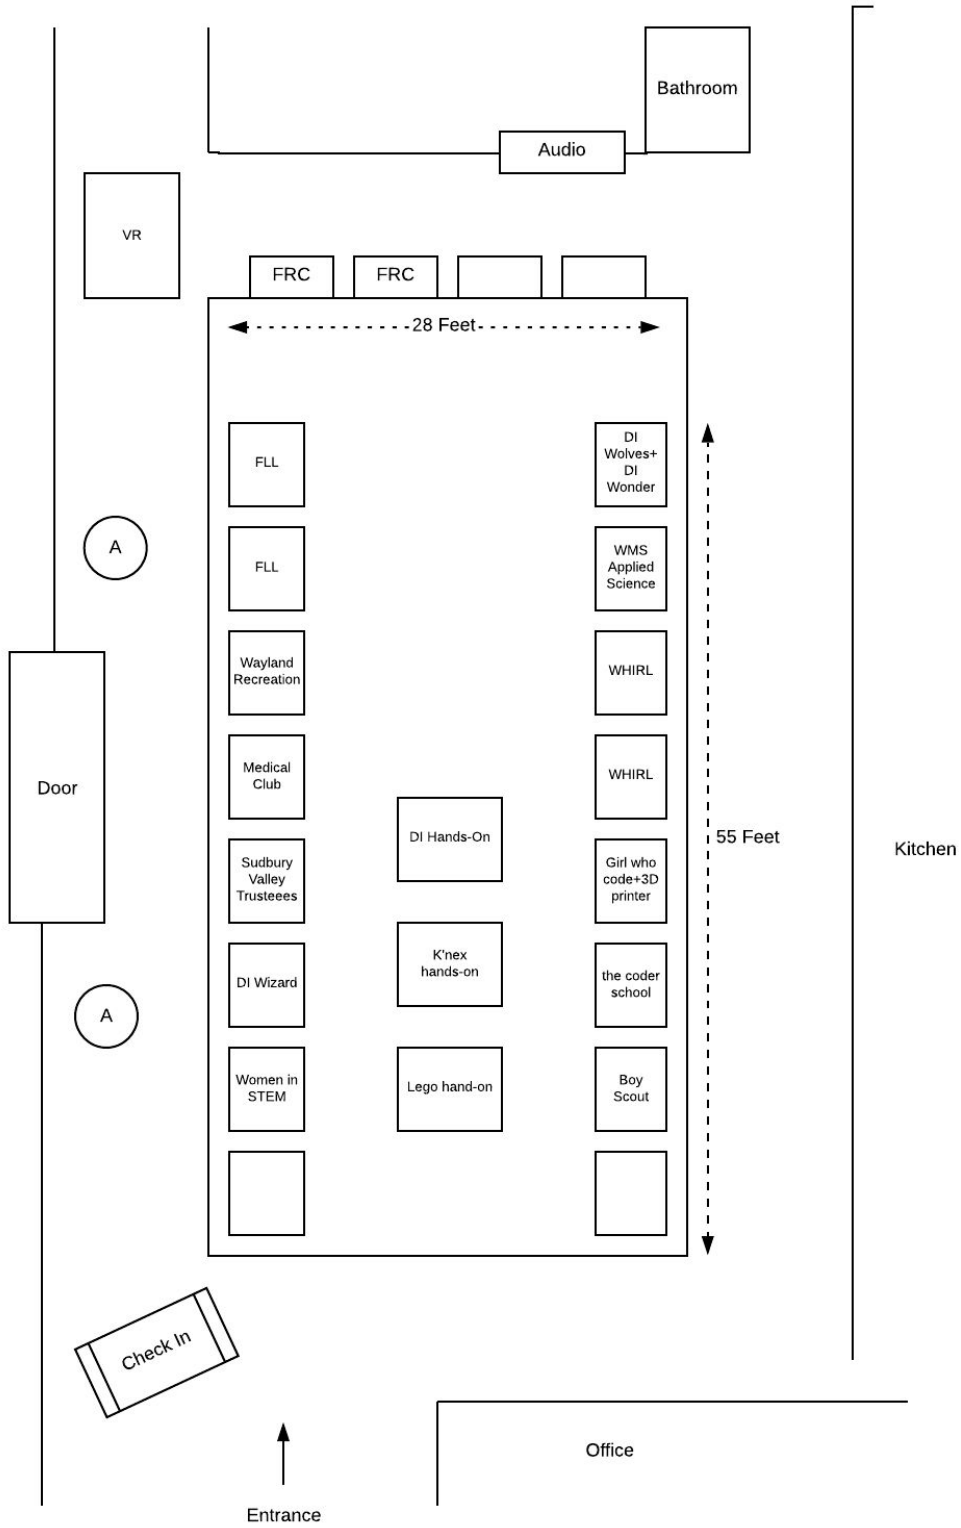 Bathroom
Audio
VR
FRC
FRC
28 Feet
FLL
DI
Wolves+
DI
Wonder
A
FLL
WMS
Applied
Science
Wayland
Recreation
WHIRL
Door
Medical
Club
WHIRL
DI Hands-On
55 Feet
Kitchen
Sudbury
Valley
Trusteees
Girl who
code+3D
printer
K'nex
hands-on
DI Wizard
the coder
school
A
Women in
STEM
Lego hand-on
Boy
Scout
Check In
Office
Entrance